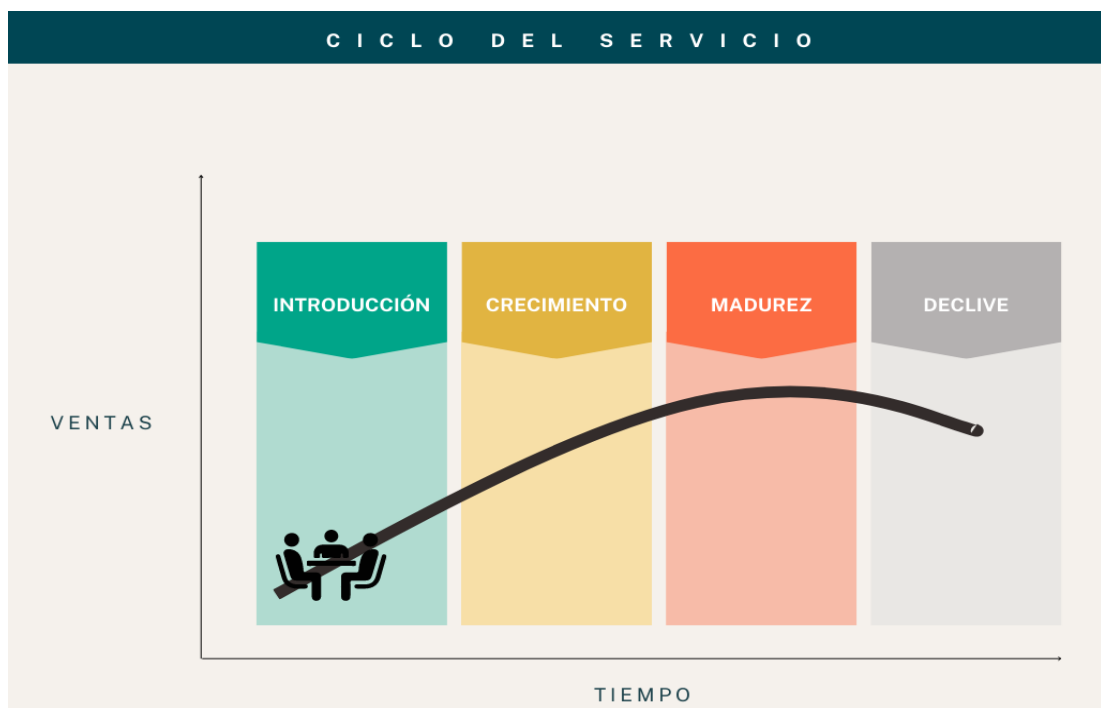 CICLO DEL SERVICIO
INTRODUCCIÓN
CRECIMIENTO
MADUREZ
DECLIVE
VENTAS
TIEMPO